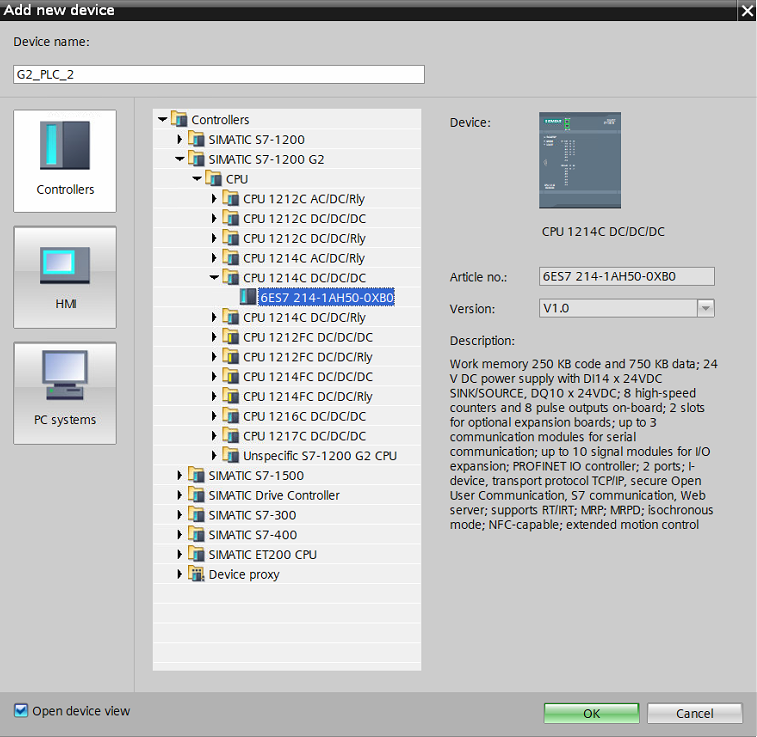 Add new device
Device name:
G2_PLC_2
Controllers
HMI
PC systems
Controllers
SIMATIC S7-1200
SIMATIC S7-1200 G2
CPU
CPU 1212C AC/DC/Rly
CPU 1212C DC/DC/DC
CPU 1212C DC/DC/Rly
CPU 1214C AC/DC/Rly
CPU 1214C DC/DC/DC
6ES7 214-1AH50-0XB0
CPU 1214C DC/DC/Rly
CPU 1212FC DC/DC/DC
CPU 1212FC DC/DC/Rly
CPU 1214FC DC/DC/DC
CPU 1214FC DC/DC/Rly
CPU 1216C DC/DC/DC
CPU 1217C DC/DC/DC
Unspecific S7-1200 G2 CPU
SIMATIC S7-1500
SIMATIC Drive Controller
SIMATIC S7-300
SIMATIC S7-400
SIMATIC ET200 CPU
Device proxy
Device:
SIEMENS
CPU 1214C DC/DC/DC
Article no.:
6ES7 214-1AH50-0XB0
Version:
V1.0
Description:
Work memory 250 KB code and 750 KB data; 24
V DC power supply with DI14 x 24VDC
SINK/SOURCE, DQ10 x 24VDC; 8 high-speed
counters and 8 pulse outputs on-board; 2 slots
for optional expansion boards; up to 3
communication modules for serial
communication; up to 10 signal modules for I/O
expansion; PROFINET IO controller; 2 ports; I-
device, transport protocol TCP/IP, secure Open
User Communication, S7 communication, Web
server; supports RT/IRT; MRP; MRPD; isochronous
mode; NFC-capable; extended motion control
Open device view
OK
Cancel